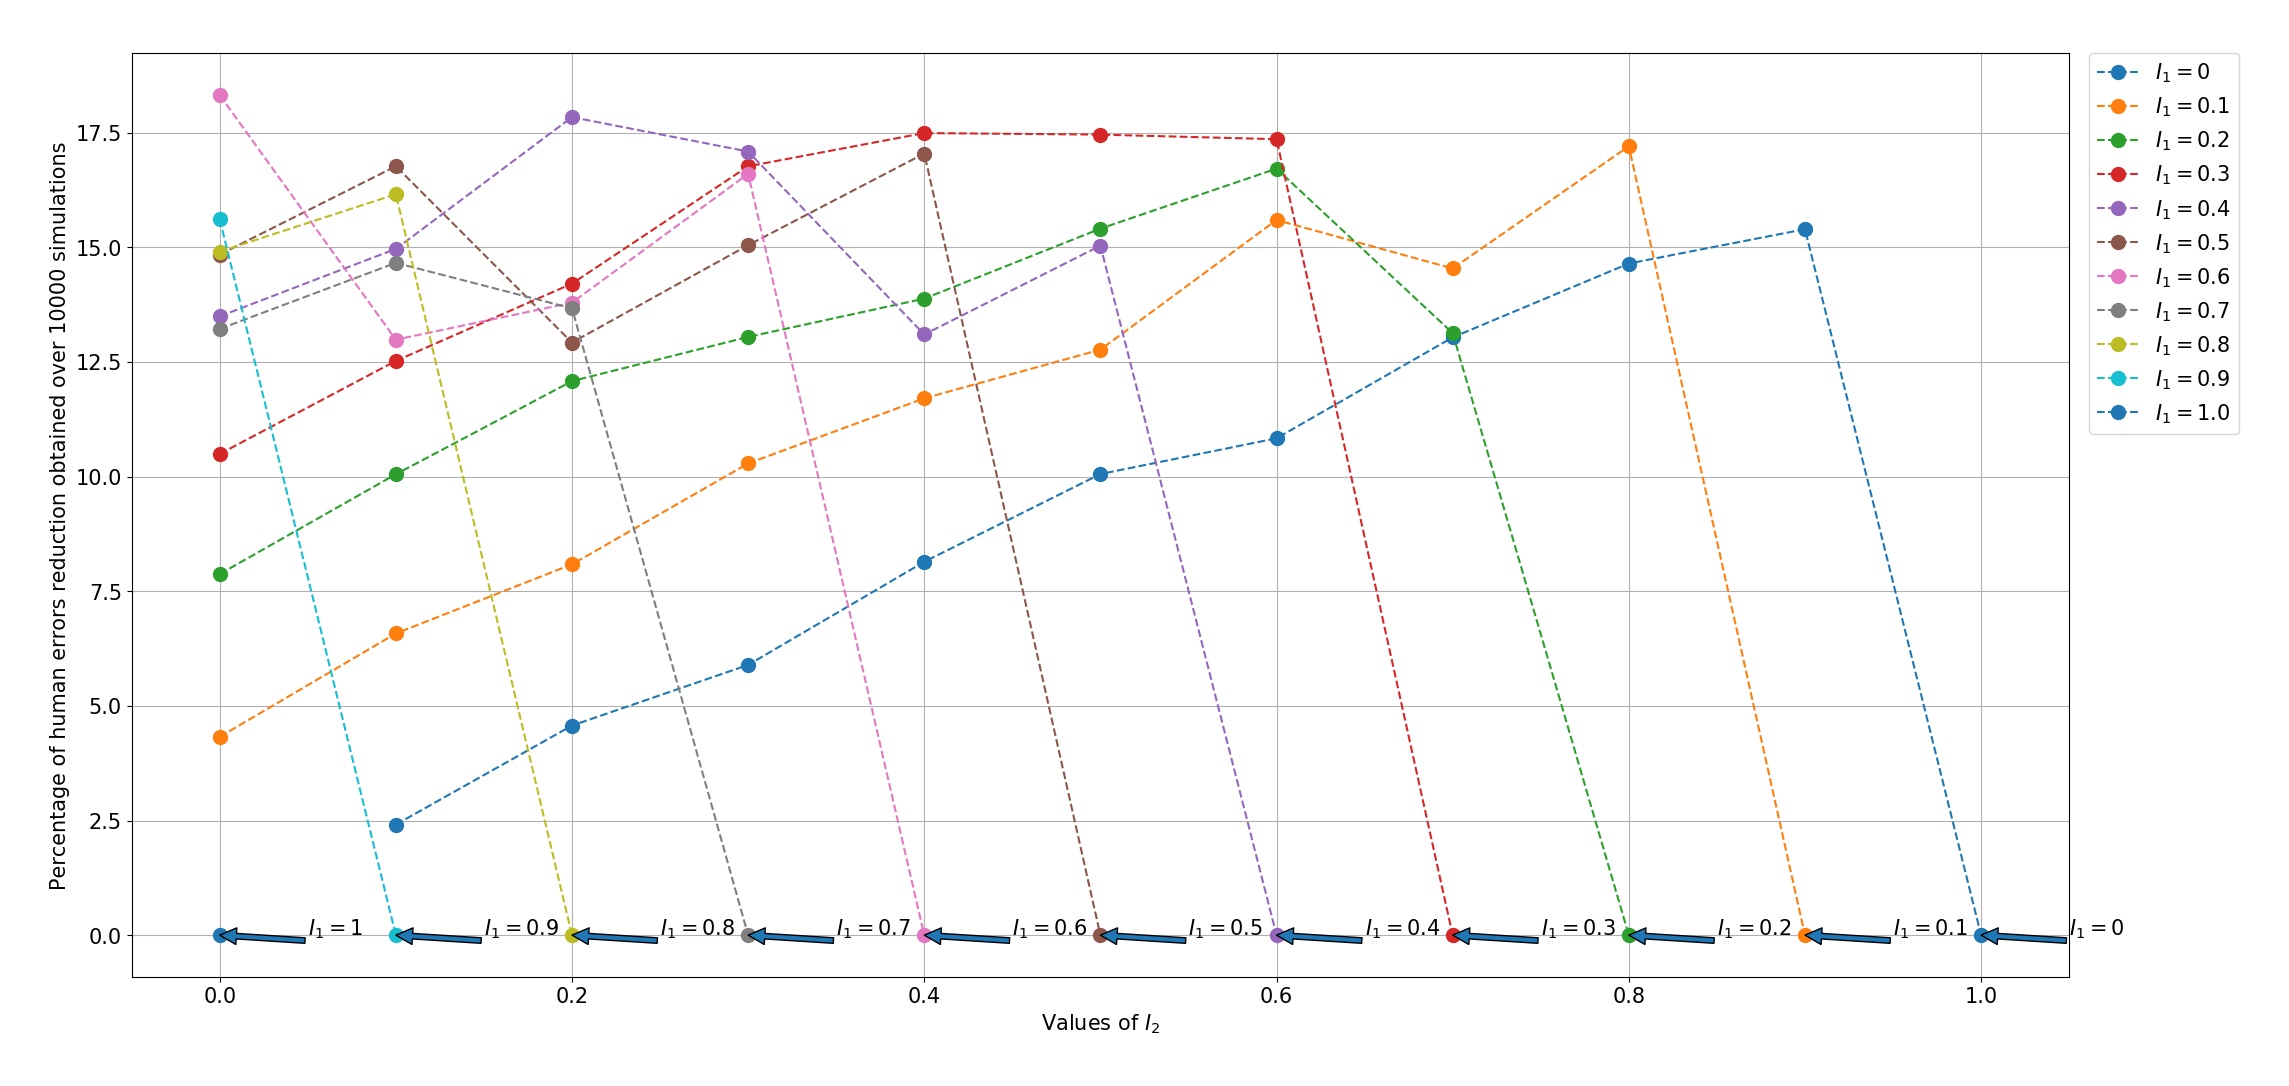 Percentage of human errors reduction obtained over 10000 simulations
17.5
15.0
12.5
10.0
7.5
5.0
2.5
0.0
I₁ = 1
I₁ = 0.9
I₁ = 0.8
I₁ = 0.7
I₁ = 0.6
I₁ = 0.5
I₁ = 0.4
I₁ = 0.3
I₁ = 0.2
I₁ = 0.1
I₁ = 0
0.0
0.2
0.4
0.6
0.8
1.0
Values of I₂
I₁ = 0
I₁ = 0.1
I₁ = 0.2
I₁ = 0.3
I₁ = 0.4
I₁ = 0.5
I₁ = 0.6
I₁ = 0.7
I₁ = 0.8
I₁ = 0.9
I₁ = 1.0